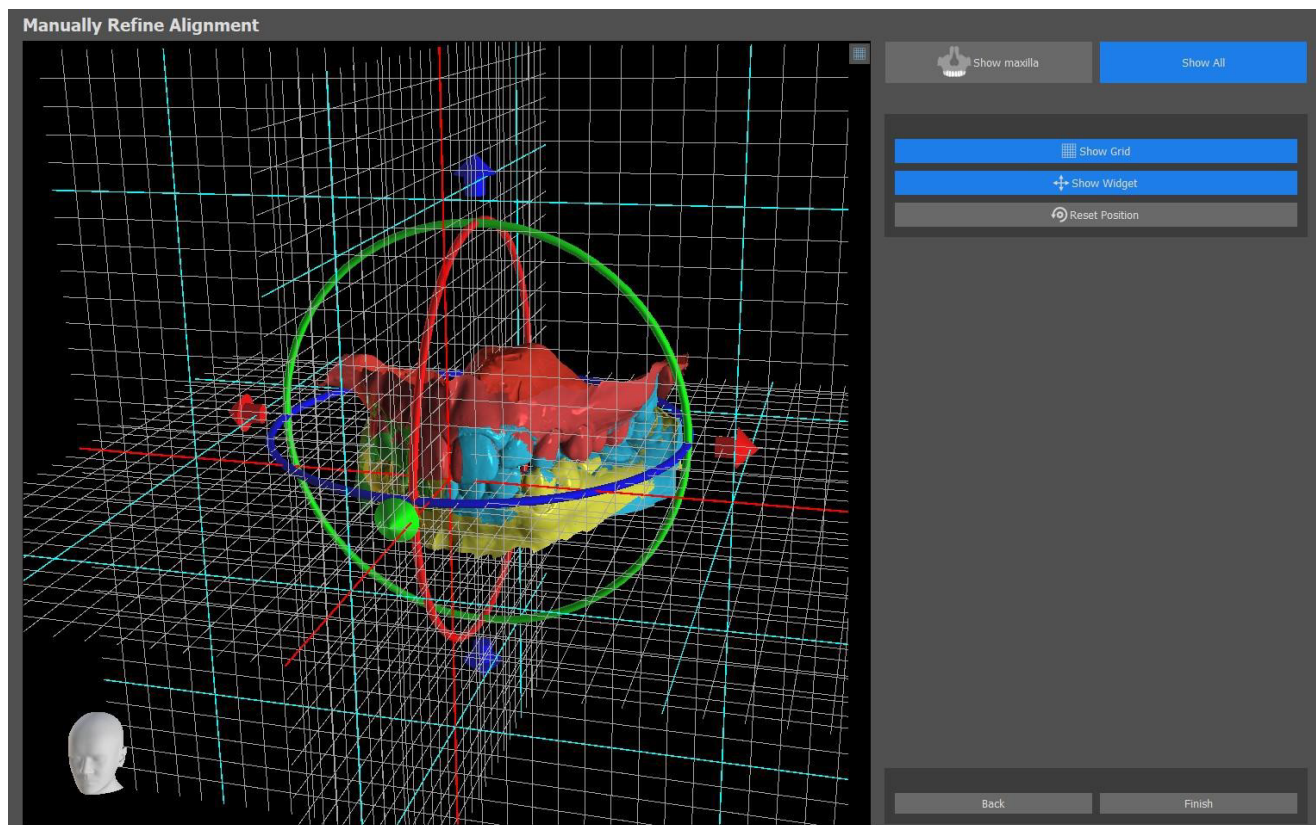 Manually Refine Alignment
Show maxilla
Show All
Show Grid
Show Widget
Reset Position
Back
Finish